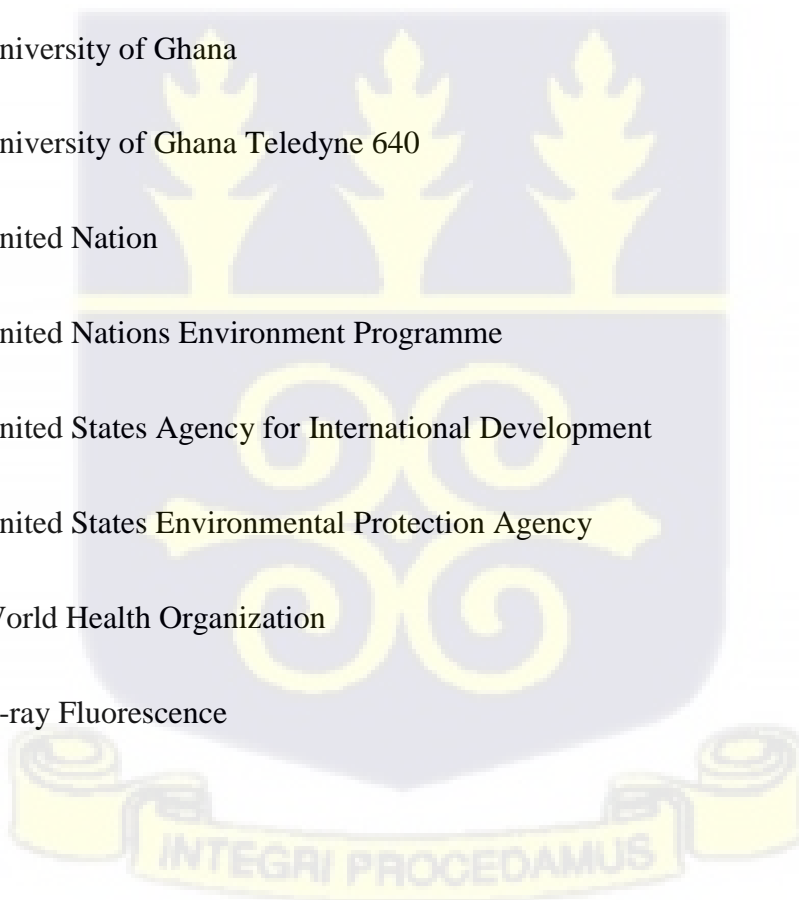 niversity of Ghana
niversity of Ghana Teledyne 640
nited Nation
nited Nations Environment Programme
nited States Agency for International Development
nited States Environmental Protection Agency
orld Health Organization
-ray Fluorescence
INTEGRI PROCEDAMUS